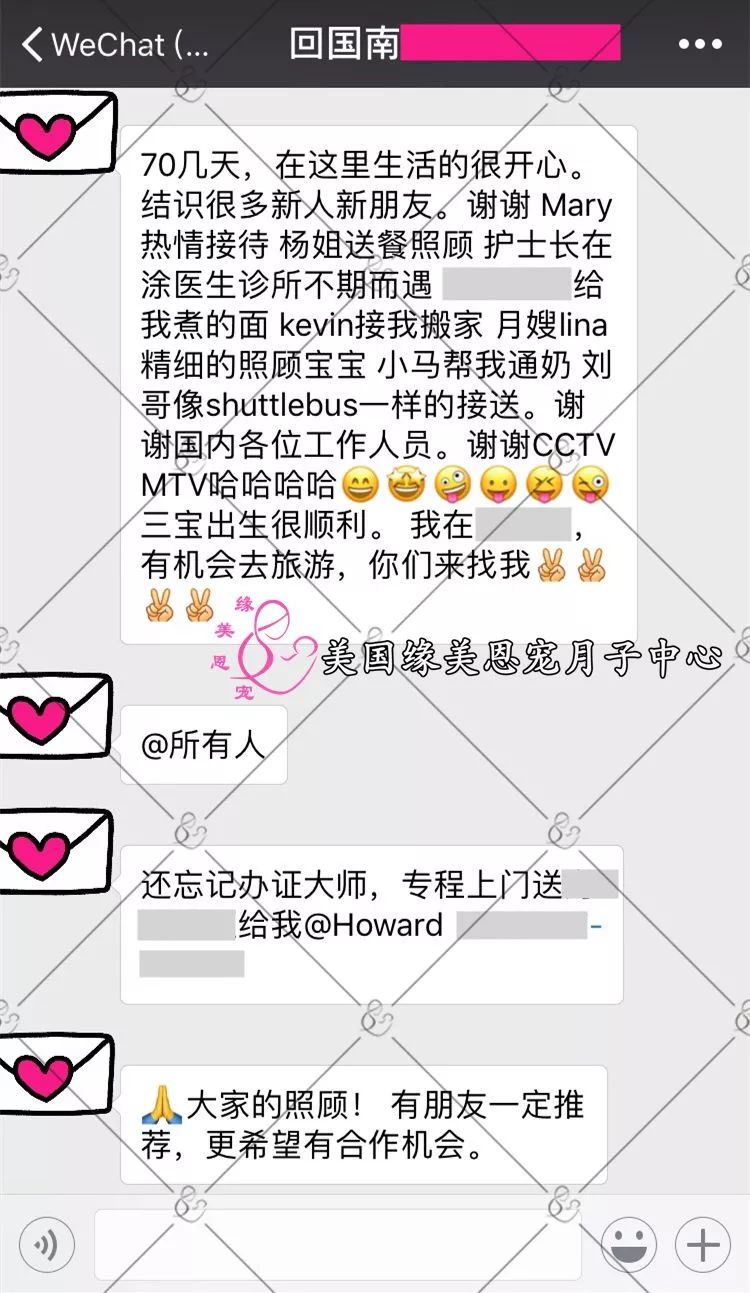 WeChat (...
回国南
70几天，在这里生活的很开心。
结识很多新人新朋友。谢谢 Mary
热情接待 杨姐送餐照顾 护士长在
涂医生诊所不期而遇 给
我煮的面 kevin接我搬家 月嫂lina
精细的照顾宝宝 小马帮我通奶 刘
哥像shuttlebus一样的接送。谢
谢国内各位工作人员。谢谢CCTV
MTV哈哈哈哈😄🤩🤪😛😝😜
三宝出生很顺利。 我在 ，
有机会去旅游，你们来找我✌✌
✌✌
缘
美
恩
宠
美国缘美恩宠月子中心
@所有人
还忘记办证大师，专程上门送
给我@Howard -
🙏大家的照顾！ 有朋友一定推
荐，更希望有合作机会。